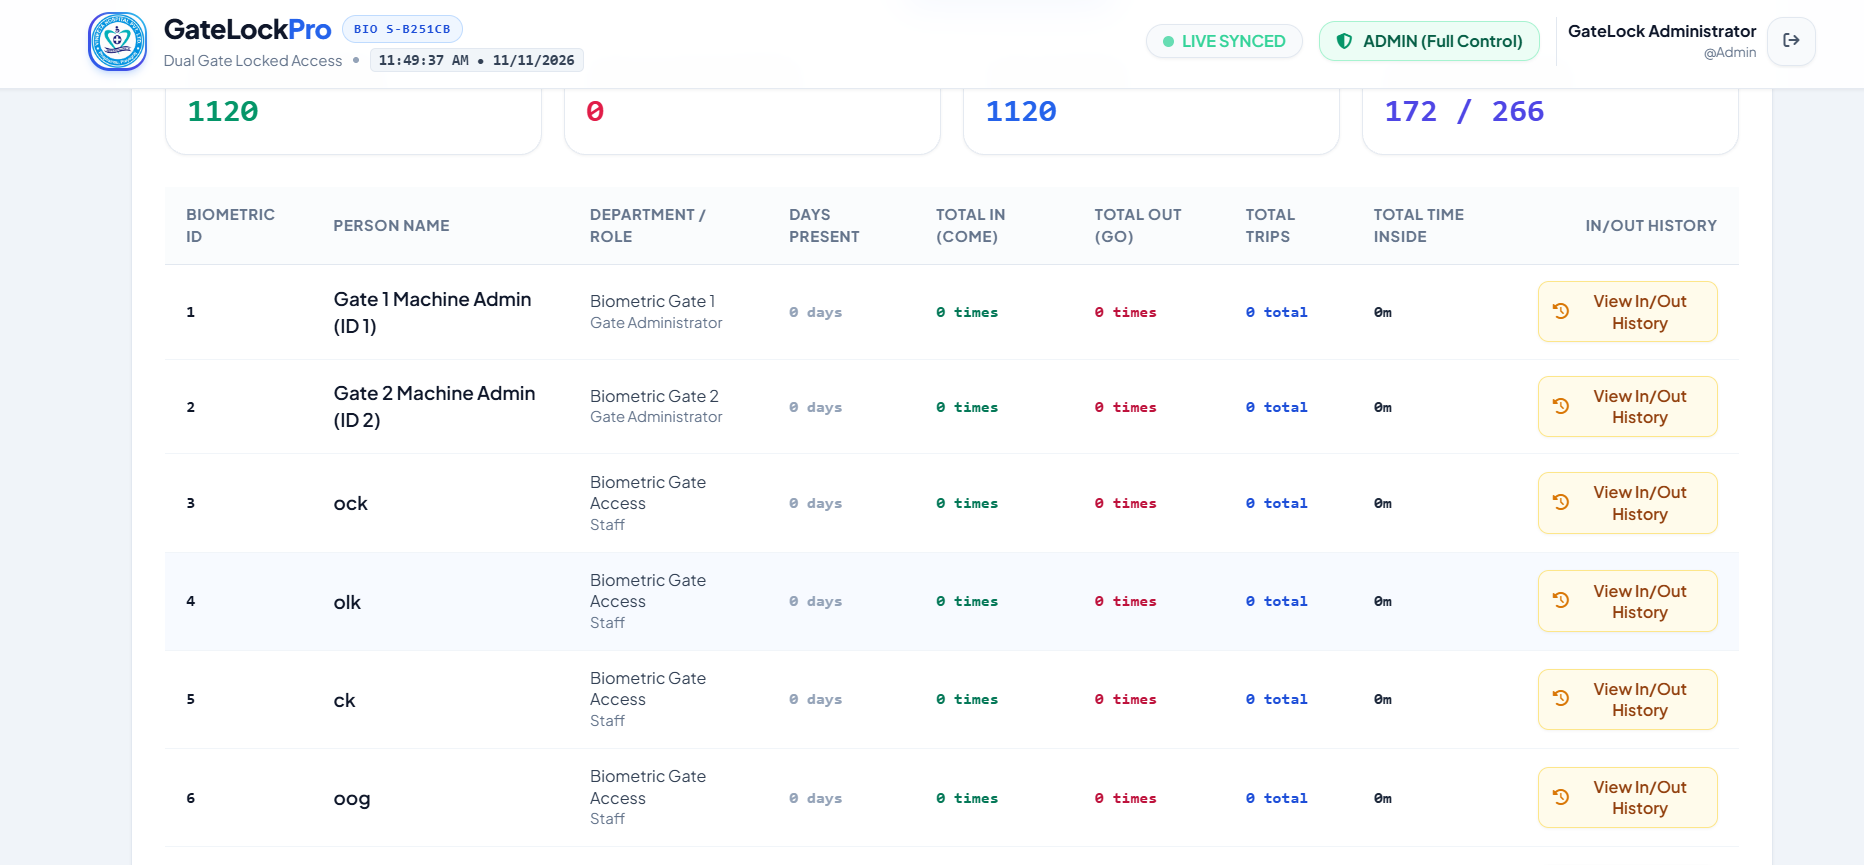 GateLockPro BIO S-B251CB
Dual Gate Locked Access • 11:49:37 AM • 11/11/2026
LIVE SYNCED
ADMIN (Full Control)
GateLock Administrator
@Admin
1120 0 1120 172 / 266
BIOMETRIC ID PERSON NAME DEPARTMENT / ROLE DAYS PRESENT TOTAL IN (COME) TOTAL OUT (GO) TOTAL TRIPS TOTAL TIME INSIDE IN/OUT HISTORY
1 Gate 1 Machine Admin (ID 1) Biometric Gate 1 Gate Administrator 0 days 0 times 0 times 0 total 0m View In/Out History
2 Gate 2 Machine Admin (ID 2) Biometric Gate 2 Gate Administrator 0 days 0 times 0 times 0 total 0m View In/Out History
3 ock Biometric Gate Access Staff 0 days 0 times 0 times 0 total 0m View In/Out History
4 olk Biometric Gate Access Staff 0 days 0 times 0 times 0 total 0m View In/Out History
5 ck Biometric Gate Access Staff 0 days 0 times 0 times 0 total 0m View In/Out History
6 oog Biometric Gate Access Staff 0 days 0 times 0 times 0 total 0m View In/Out History